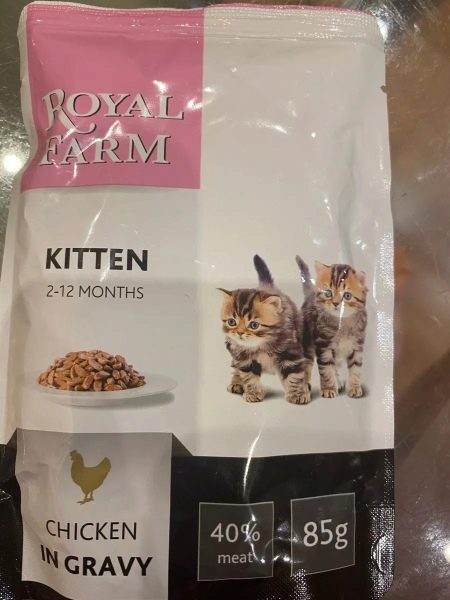 ROYAL
FARM
KITTEN
2-12 MONTHS
CHICKEN
IN GRAVY
40%
meat
85g